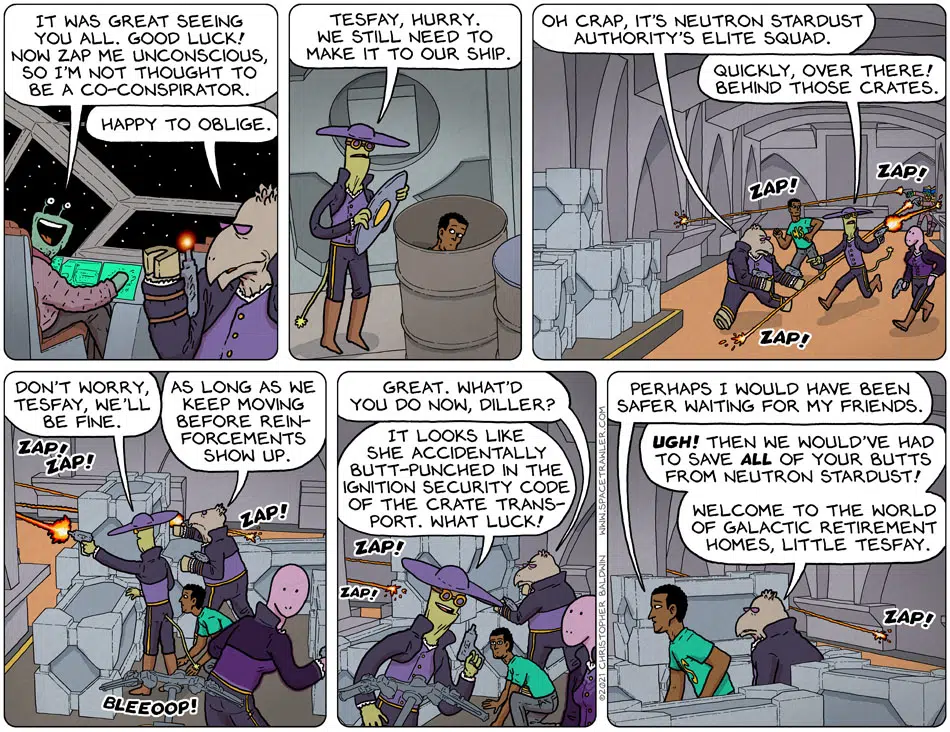 IT WAS GREAT SEEING
YOU ALL. GOOD LUCK!
NOW ZAP ME UNCONSCIOUS,
SO I'M NOT THOUGHT TO
BE A CO-CONSPIRATOR.
HAPPY TO OBLIGE.
TESFAY, HURRY.
WE STILL NEED TO
MAKE IT TO OUR SHIP.
OH CRAP, IT'S NEUTRON STARDUST
AUTHORITY'S ELITE SQUAD.
QUICKLY, OVER THERE!
BEHIND THOSE CRATES.
ZAP!
ZAP!
ZAP!
DON'T WORRY,
TESFAY, WE'LL
BE FINE.
AS LONG AS WE
KEEP MOVING
BEFORE REIN-
FORCEMENTS
SHOW UP.
ZAP!
ZAP!
ZAP!
BLEEOOP!
GREAT. WHAT'D
YOU DO NOW, DILLER?
IT LOOKS LIKE
SHE ACCIDENTALLY
BUTT-PUNCHED IN THE
IGNITION SECURITY CODE
OF THE CRATE TRANS-
PORT. WHAT LUCK!
ZAP!
ZAP!
©2021 CHRISTOPHER BALDWIN WWW.SPACETRAWLER.COM
PERHAPS I WOULD HAVE BEEN
SAFER WAITING FOR MY FRIENDS.
UGH! THEN WE WOULD'VE HAD
TO SAVE ALL OF YOUR BUTTS
FROM NEUTRON STARDUST!
WELCOME TO THE WORLD
OF GALACTIC RETIREMENT
HOMES, LITTLE TESFAY.
ZAP!